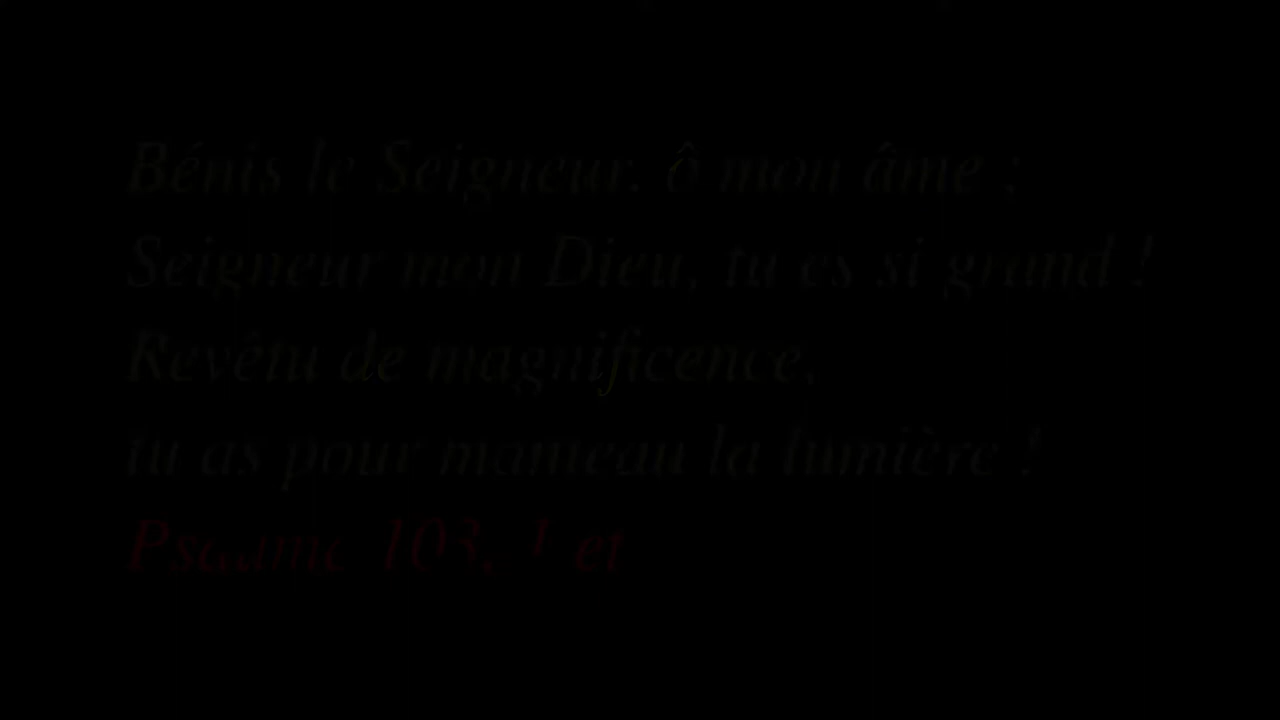 Bénis le Seigneur, ô mon âme ;
Seigneur mon Dieu, tu es si grand !
Revêtu de magnificence,
tu as pour manteau la lumière !
Psaume 103, 1 et